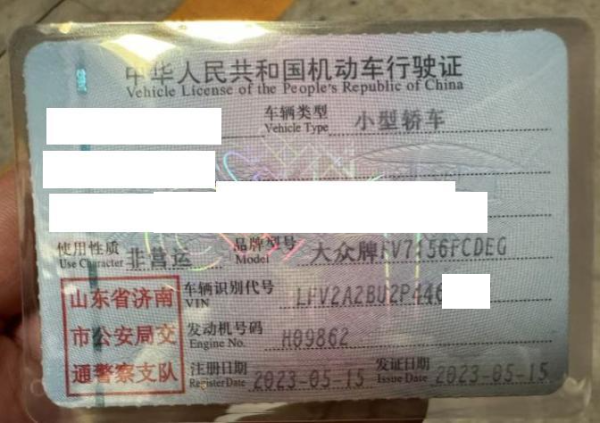 中华人民共和国机动车行驶证
Vehicle License of the People's Republic of China
车辆类型 小型轿车
Vehicle Type
使用性质 非营运 品牌型号 大众牌FV7156FCDEG
Use Character Model
山东省济南 车辆识别代号 LFV2A2BU2P446
VIN
市公安局交 发动机号码 H09862
Engine No.
通警察支队 注册日期 2023-05-15 发证日期 2023-05-15
Register Date Issue Date